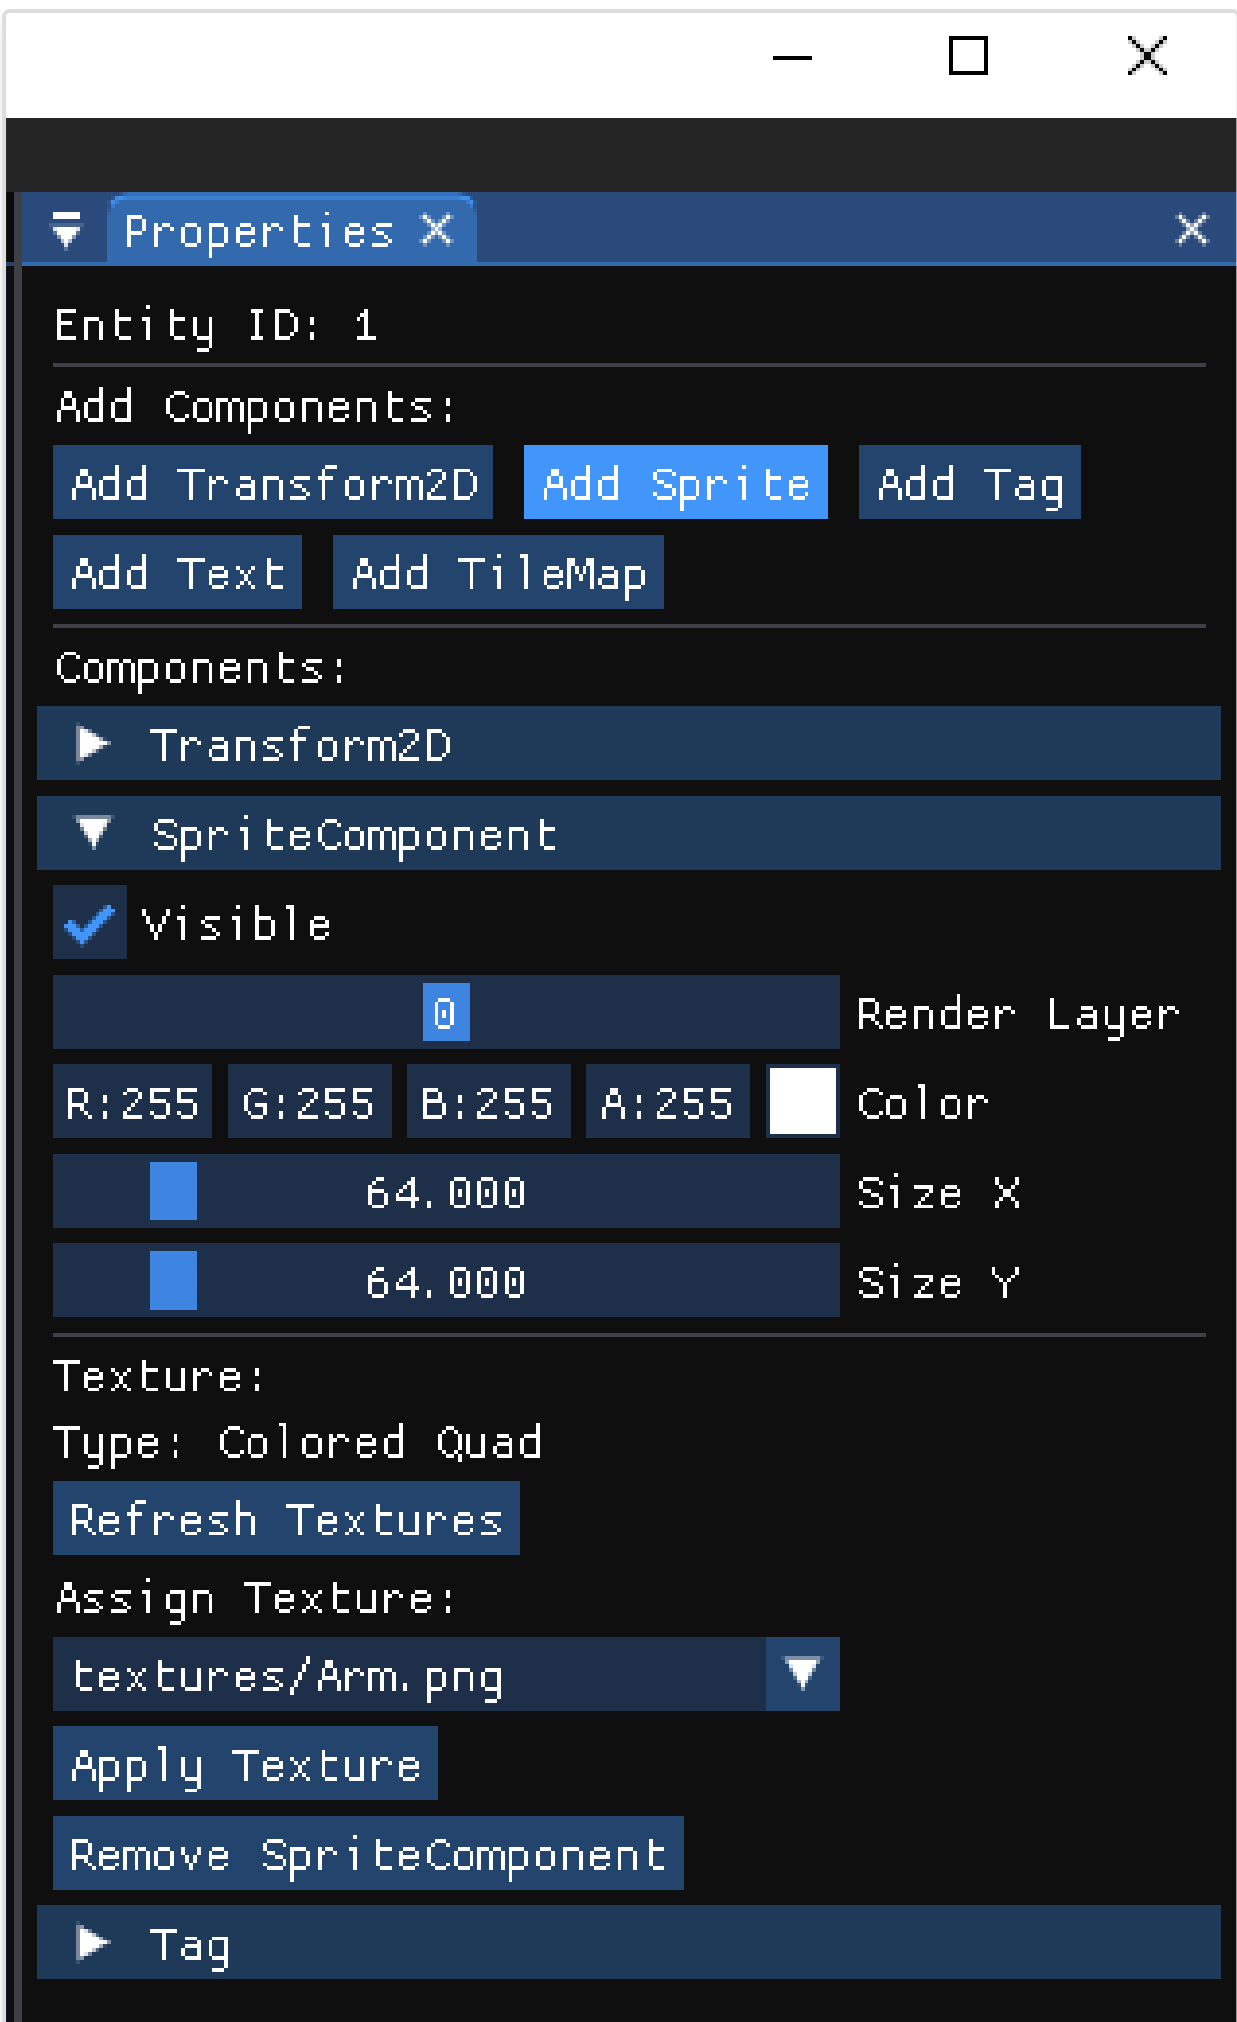 Properties
Entity ID: 1
Add Components:
Add Transform2D Add Sprite Add Tag
Add Text Add TileMap
Components:
Transform2D
SpriteComponent
Visible
0 Render Layer
R:255 G:255 B:255 A:255 Color
64.000 Size X
64.000 Size Y
Texture:
Type: Colored Quad
Refresh Textures
Assign Texture:
textures/Arm.png
Apply Texture
Remove SpriteComponent
Tag